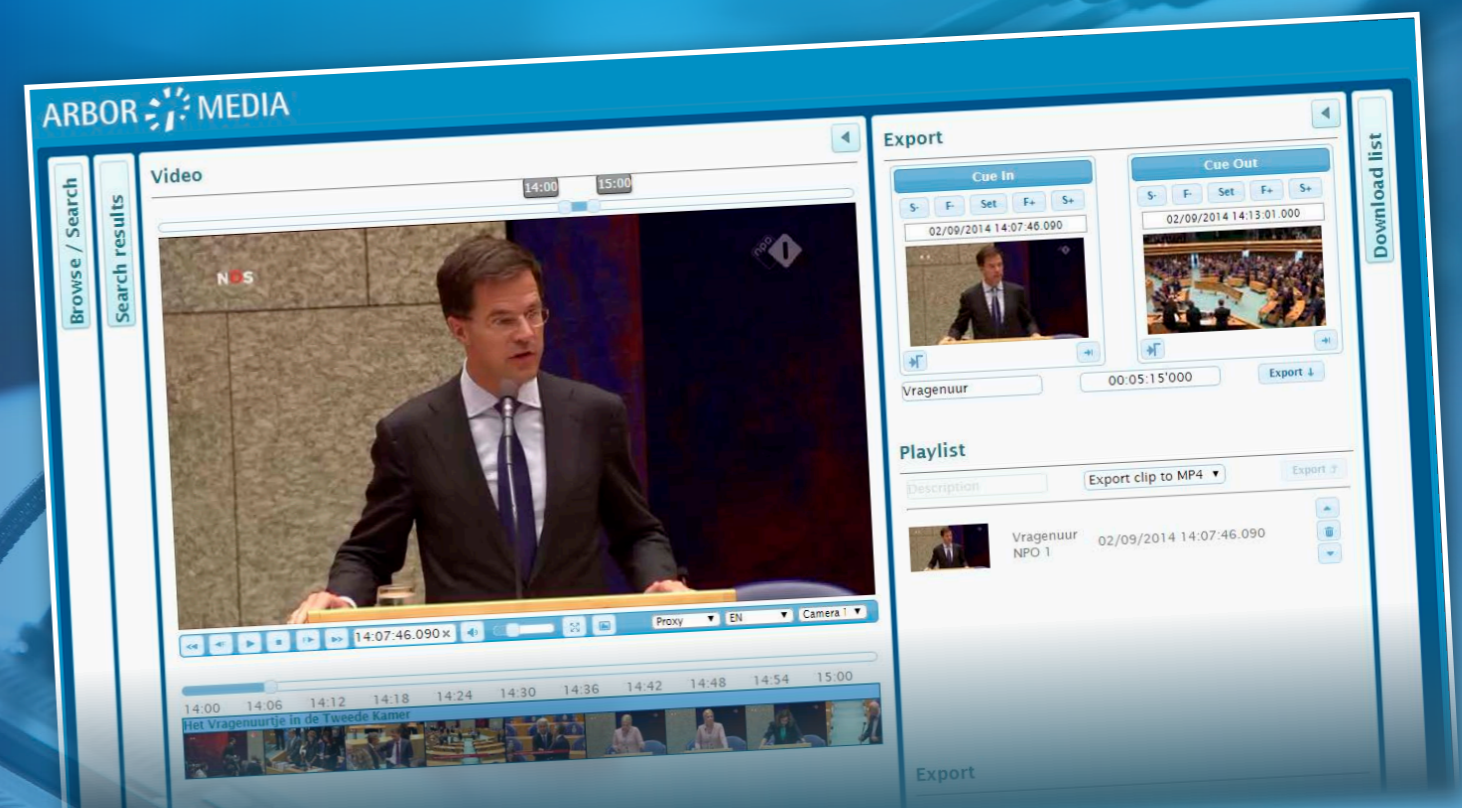 ARBOR MEDIA
Browse / Search
Search results
Video
14:00 15:00
NOS
npo 1
14:07:46.090 x
Proxy
EN
Camera 1
14:00 14:06 14:12 14:18 14:24 14:30 14:36 14:42 14:48 14:54 15:00
Het Vragenuurtje in de Tweede Kamer
Export
Cue In
S- F- Set F+ S+
02/09/2014 14:07:46.090
Cue Out
S- F- Set F+ S+
02/09/2014 14:13:01.000
Vragenuur
00:05:15'000
Export ↓
Playlist
Description
Export clip to MP4
Export
Vragenuur
NPO 1
02/09/2014 14:07:46.090
Export
Download list